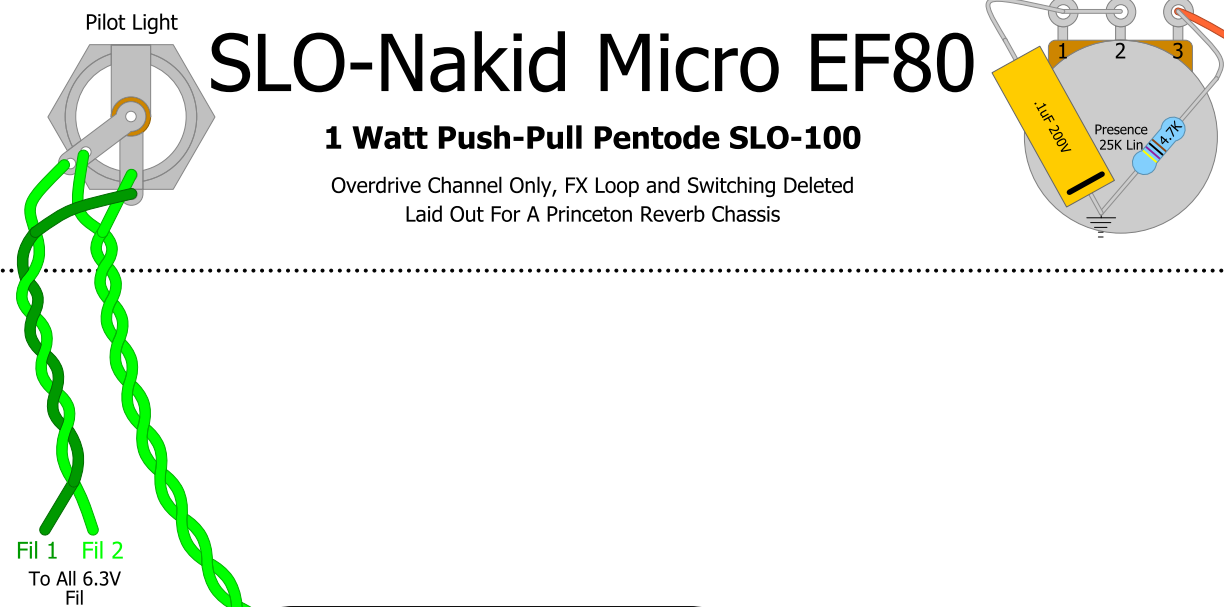 Pilot Light
SLO-Nakid Micro EF80
1 Watt Push-Pull Pentode SLO-100
Overdrive Channel Only, FX Loop and Switching Deleted
Laid Out For A Princeton Reverb Chassis
1 2 3
.1uF 200V
Presence
25K Lin
4.7K
Fil 1 Fil 2
To All 6.3V
Fil